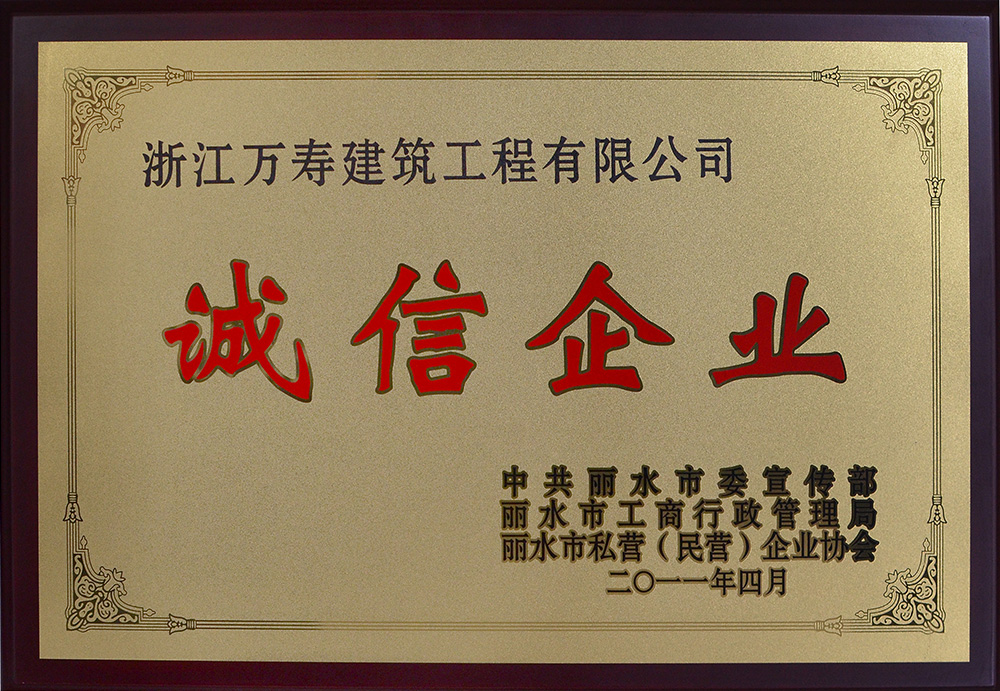 浙江万寿建筑工程有限公司
诚信企业
中共丽水市委宣传部
丽水市工商行政管理局
丽水市私营（民营）企业协会
二〇一一年四月